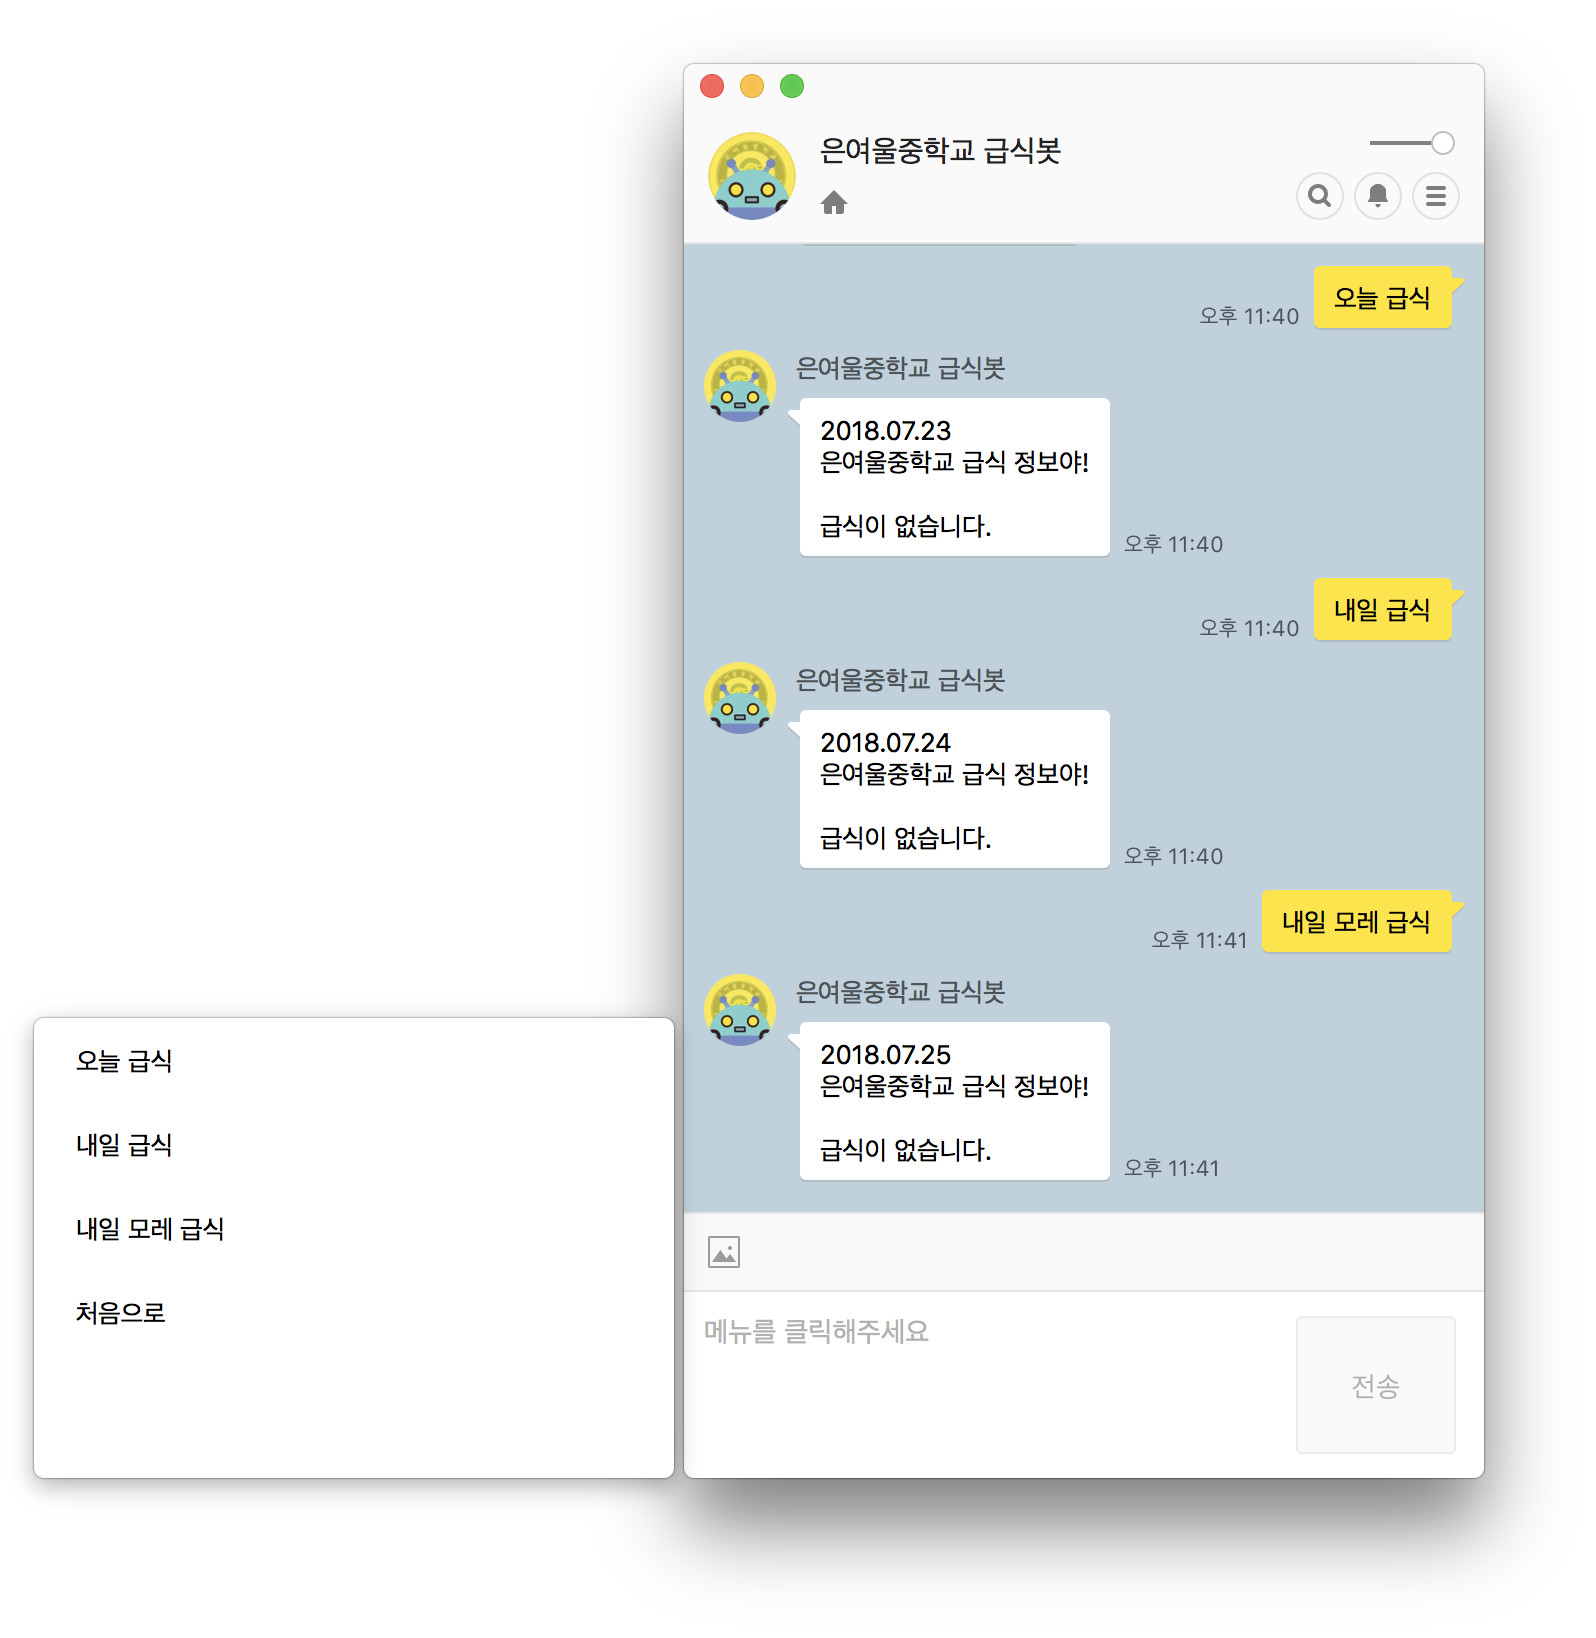 은여울중학교 급식봇
오늘 급식
오후 11:40
은여울중학교 급식봇
2018.07.23
은여울중학교 급식 정보야!
급식이 없습니다.
오후 11:40
내일 급식
오후 11:40
은여울중학교 급식봇
2018.07.24
은여울중학교 급식 정보야!
급식이 없습니다.
오후 11:40
내일 모레 급식
오후 11:41
은여울중학교 급식봇
2018.07.25
은여울중학교 급식 정보야!
급식이 없습니다.
오후 11:41
메뉴를 클릭해주세요
전송
오늘 급식
내일 급식
내일 모레 급식
처음으로